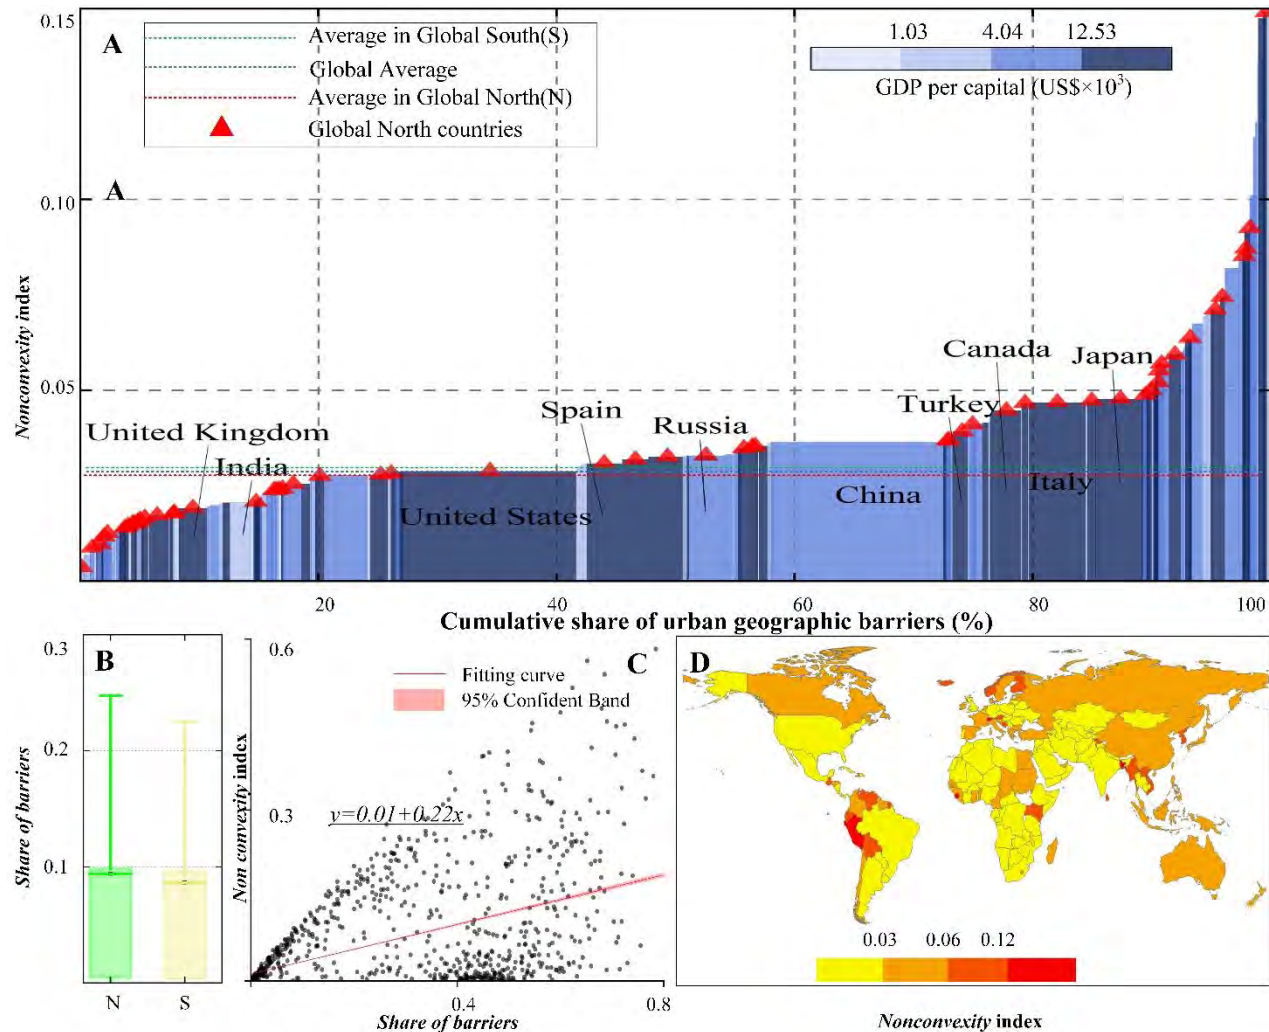 0.15
A
Average in Global South(S)
Global Average
Average in Global North(N)
Global North countries
1.03 4.04 12.53
GDP per capital (US$×10³)
A
0.10
0.05
Nonvexity index
United Kingdom
India
Spain
United States
Russia
China
Turkey
Canada
Italy
Japan
20 40 60 80 100
Cumulative share of urban geographic barriers (%)
B
0.3
0.2
0.1
Share of barriers
N S
C
0.6
0.3
Non convexity index
Fitting curve
95% Confident Band
y=0.01+0.22x
0.4 0.8
Share of barriers
D
0.03 0.06 0.12
Nonconvexity index